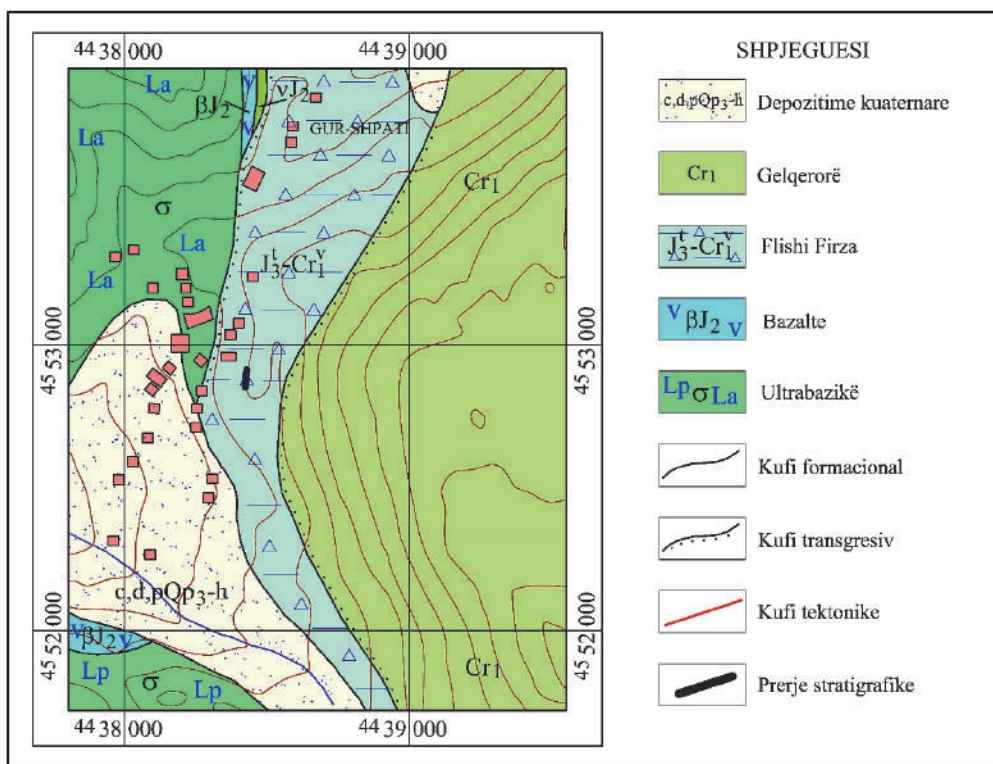 44 38 000
44 39 000
SHPJEGUESI
La
V
βJ2
νJ2
V
GUR-SHPATI
c,d,pQp3-h
Depozitime kuaternare
La
Cr1
Cr1
Gelqerorë
σ
La
J3t-Cr1v
J3t-Cr1v
Flishi Firza
La
45 53 000
45 53 000
V βJ2 V
Bazalte
Lp σ La
Ultrabazikë
Kufi formacional
Kufi transgresiv
c,d,pQp3-h
Kufi tektonike
45 52 000
45 52 000
V βJ2 V
Lp
σ
Lp
Cr1
Prerje stratigrafike
44 38 000
44 39 000